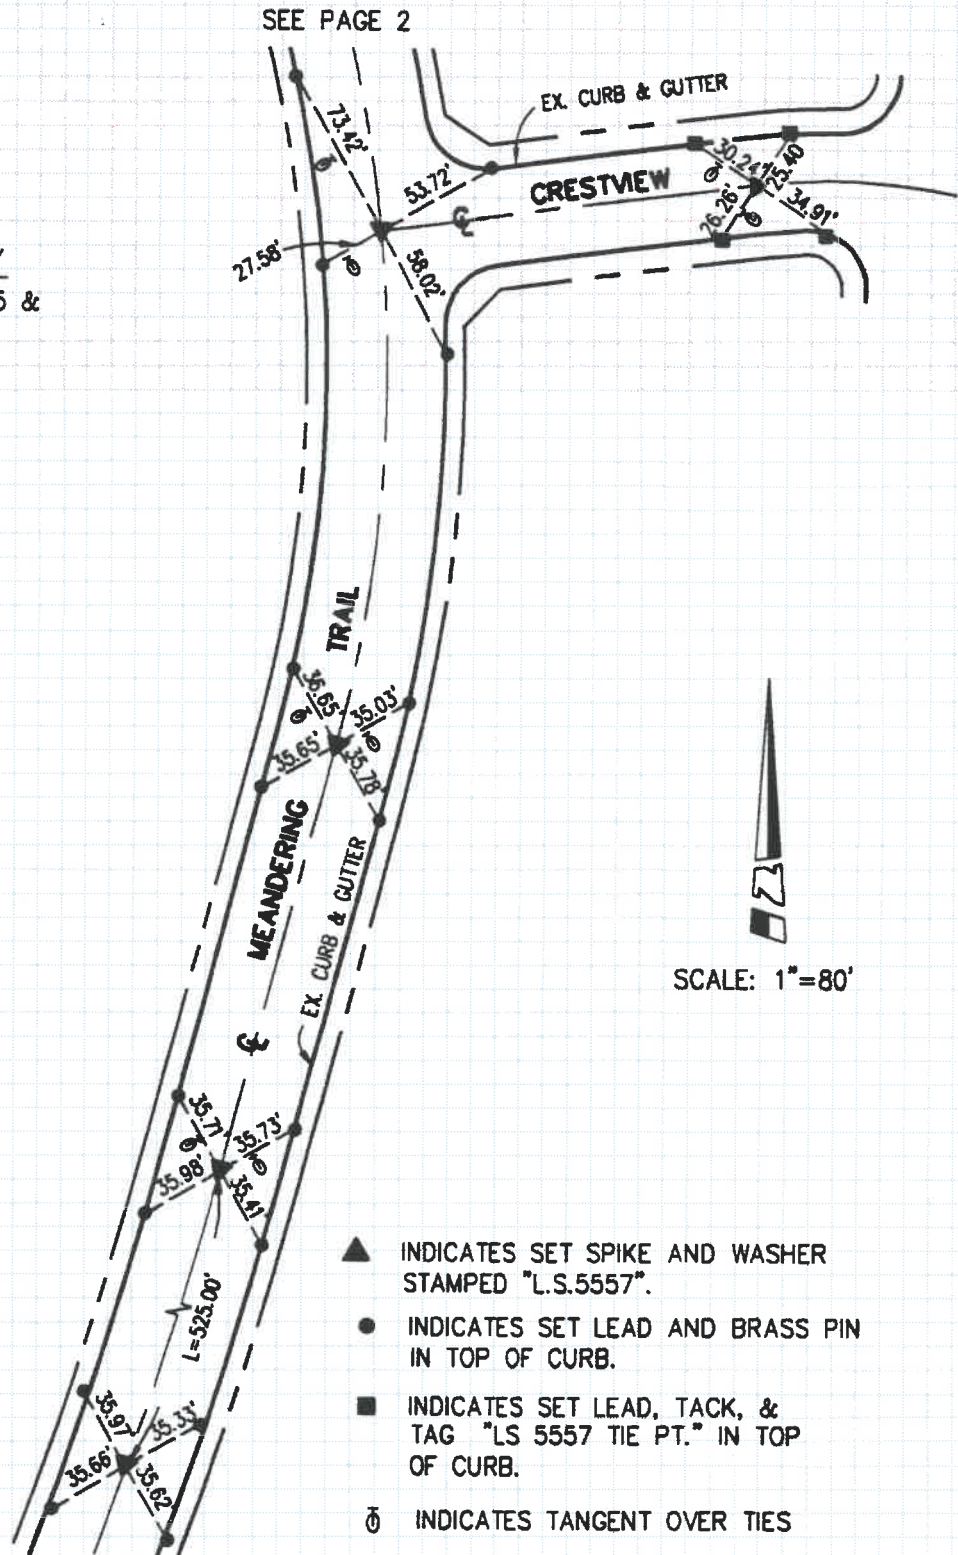 SEE PAGE 2
EX. CURB & GUTTER
73.42'
53.72'
CRESTVIEW
30.24'
25.40
26.26'
34.91'
℄
27.58'
58.02'
5 &
TRAIL
36.65'
35.03'
35.65'
35.78'
MEANDERING
EX. CURB & GUTTER
℄
SCALE: 1"=80'
35.71'
35.73'
35.98'
35.41'
L=525.00'
35.97'
35.33'
35.66'
35.62'
INDICATES SET SPIKE AND WASHER
STAMPED "L.S.5557".
INDICATES SET LEAD AND BRASS PIN
IN TOP OF CURB.
INDICATES SET LEAD, TACK, &
TAG "LS 5557 TIE PT." IN TOP
OF CURB.
INDICATES TANGENT OVER TIES